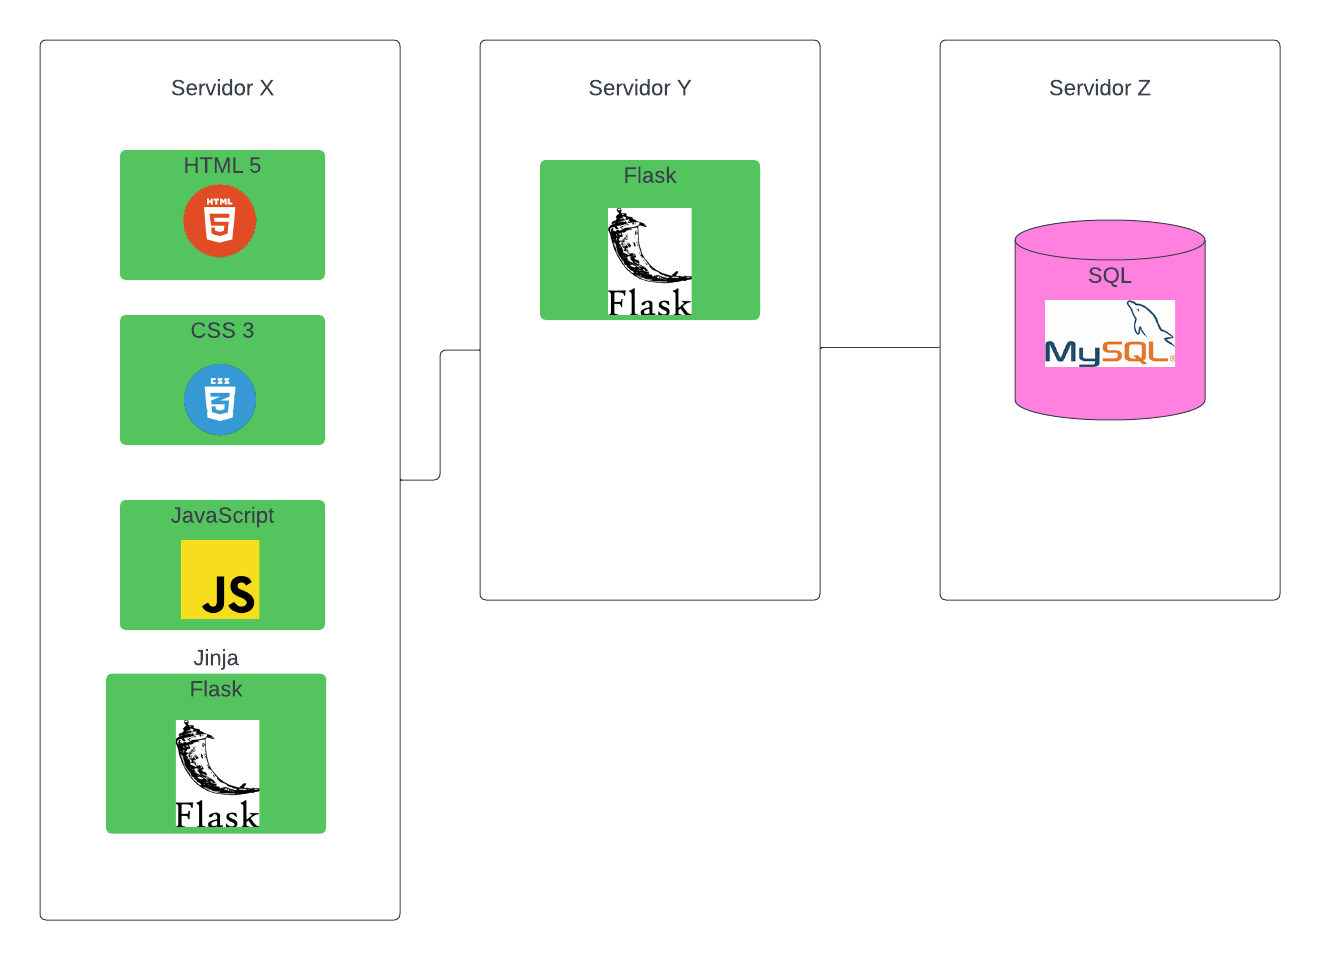 Servidor X
HTML 5
HTML
5
CSS 3
CSS
3
JavaScript
JS
Jinja
Flask
Flask
Servidor Y
Flask
Flask
Servidor Z
SQL
MySQL®